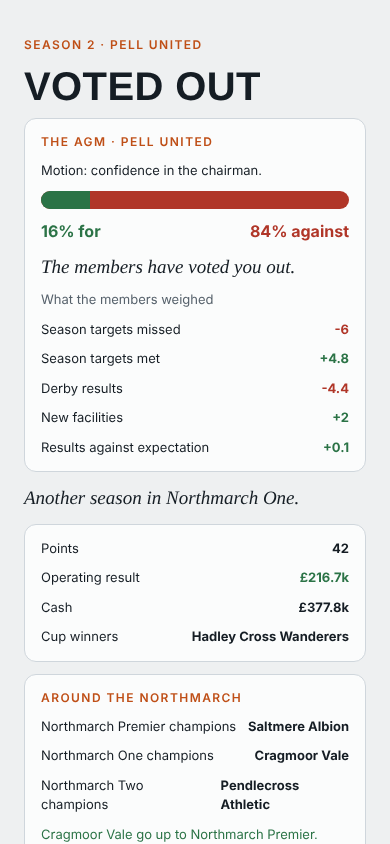 SEASON 2 · PELL UNITED
VOTED OUT
THE AGM · PELL UNITED
Motion: confidence in the chairman.
16% for 84% against
The members have voted you out.
What the members weighed
Season targets missed -6
Season targets met +4.8
Derby results -4.4
New facilities +2
Results against expectation +0.1
Another season in Northmarch One.
Points 42
Operating result £216.7k
Cash £377.8k
Cup winners Hadley Cross Wanderers
AROUND THE NORTHMARCH
Northmarch Premier champions Saltmere Albion
Northmarch One champions Cragmoor Vale
Northmarch Two champions Pendlecross Athletic
Cragmoor Vale go up to Northmarch Premier.